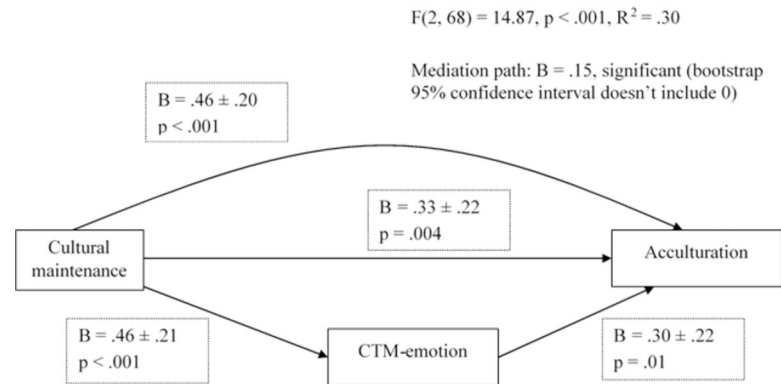 F(2, 68) = 14.87, p < .001, R² = .30
Mediation path: B = .15, significant (bootstrap
95% confidence interval doesn’t include 0)
B = .46 ± .20
p < .001
B = .33 ± .22
p = .004
Cultural
maintenance
Acculturation
B = .46 ± .21
p < .001
CTM-emotion
B = .30 ± .22
p = .01